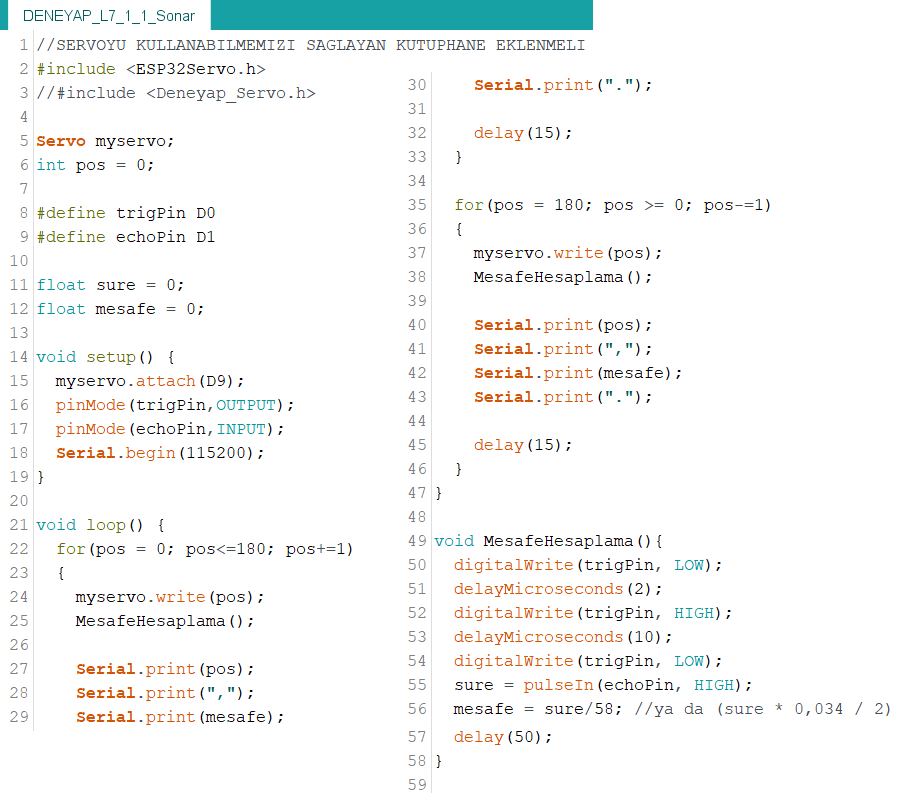 DENEYAP_L7_1_1_Sonar
1 //SERVOYU KULLANABILMEMIZI SAGLAYAN KUTUPHANE EKLENMELI
2 #include <ESP32Servo.h>
3 //#include <Deneyap_Servo.h>
4
5 Servo myservo;
6 int pos = 0;
7
8 #define trigPin D0
9 #define echoPin D1
10
11 float sure = 0;
12 float mesafe = 0;
13
14 void setup() {
15   myservo.attach(D9);
16   pinMode(trigPin,OUTPUT);
17   pinMode(echoPin,INPUT);
18   Serial.begin(115200);
19 }
20
21 void loop() {
22   for(pos = 0; pos<=180; pos+=1)
23   {
24     myservo.write(pos);
25     MesafeHesaplama();
26
27     Serial.print(pos);
28     Serial.print(",");
29     Serial.print(mesafe);
30     Serial.print(".");
31
32     delay(15);
33   }
34
35   for(pos = 180; pos >= 0; pos-=1)
36   {
37     myservo.write(pos);
38     MesafeHesaplama();
39
40     Serial.print(pos);
41     Serial.print(",");
42     Serial.print(mesafe);
43     Serial.print(".");
44
45     delay(15);
46   }
47 }
48
49 void MesafeHesaplama(){
50   digitalWrite(trigPin, LOW);
51   delayMicroseconds(2);
52   digitalWrite(trigPin, HIGH);
53   delayMicroseconds(10);
54   digitalWrite(trigPin, LOW);
55   sure = pulseIn(echoPin, HIGH);
56   mesafe = sure/58; //ya da (sure * 0,034 / 2)
57   delay(50);
58 }
59